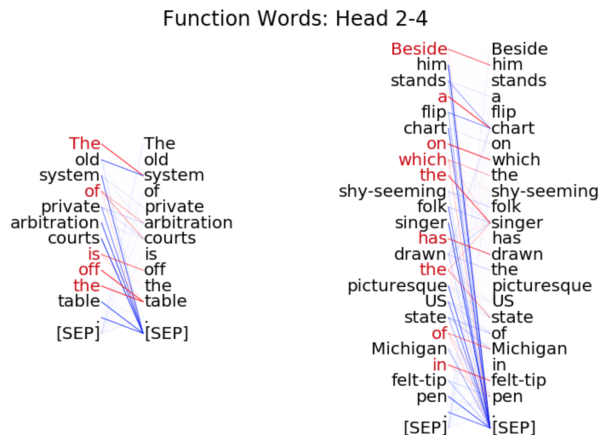 Function Words: Head 2-4
The The
old old
system system
of of
private private
arbitration arbitration
courts courts
is is
off off
the the
table table
. .
[SEP] [SEP]
Beside Beside
him him
stands stands
a a
flip flip
chart chart
on on
which which
the the
shy-seeming shy-seeming
folk folk
singer singer
has has
drawn drawn
the the
picturesque picturesque
US US
state state
of of
Michigan Michigan
in in
felt-tip felt-tip
pen pen
. .
[SEP] [SEP]